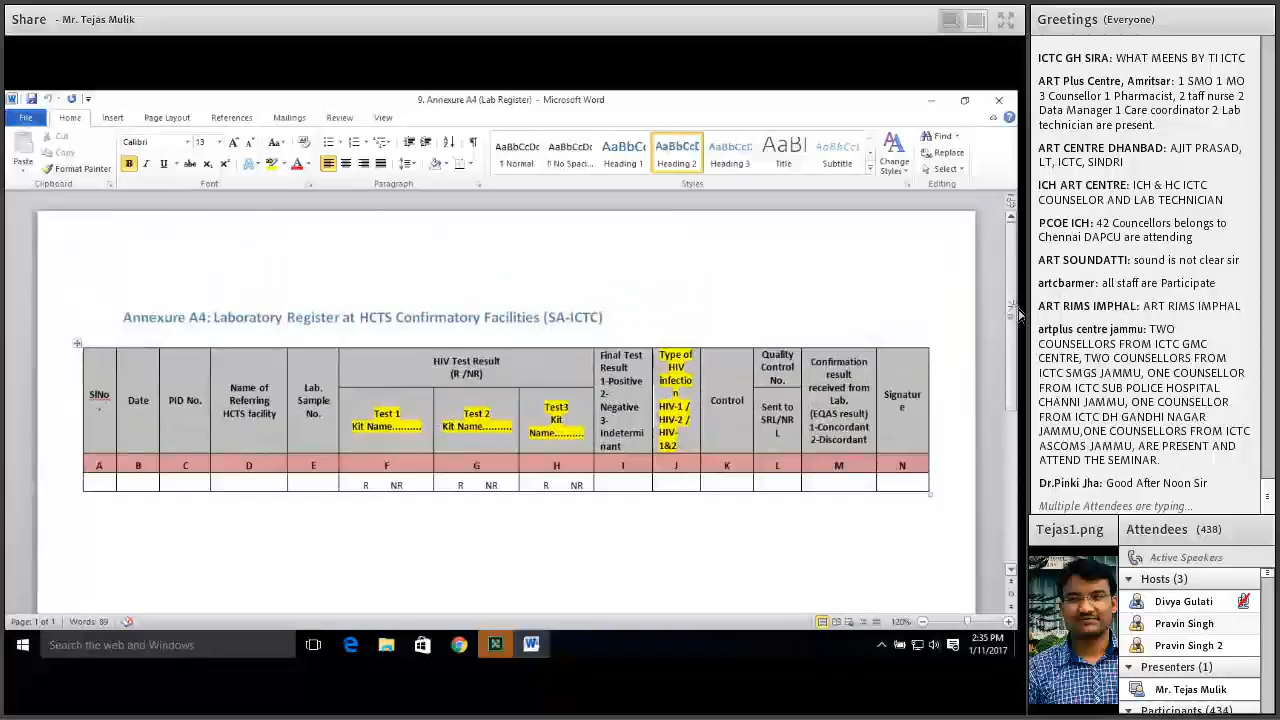 Share - Mr. Tejas Mulik
9. Annexure A4 (Lab Register) - Microsoft Word
File Home Insert Page Layout References Mailings Review View
Paste
Cut
Copy
Format Painter
Clipboard
Calibri 13
Font
Paragraph
AaBbCcDc AaBbCcDc AaBbCc AaBbCcI AaBbCcI AaBI AaBbCcI
¶ Normal ¶ No Spaci... Heading 1 Heading 2 Heading 3 Title Subtitle
Styles
Change Styles
Find
Replace
Select
Editing
Annexure A4: Laboratory Register at HCTS Confirmatory Facilities (SA-ICTC)
SlNo
.
Date
PID No.
Name of
Referring
HCTS facility
Lab.
Sample
No.
HIV Test Result
(R /NR)
Test 1
Kit Name..........
Test 2
Kit Name..........
Test3
Kit
Name..........
Final Test
Result
1-Positive
2-
Negative
3-
Indetermi
nant
Type of
HIV
infectio
n
HIV-1 /
HIV-2 /
HIV-
1&2
Control
Quality
Control
No.
Sent to
SRL/NR
L
Confirmation
result
received from
Lab.
(EQAS result)
1-Concordant
2-Discordant
Signatur
e
A B C D E F G H I J K L M N
R NR R NR R NR
Page: 1 of 1 Words: 89 120%
Search the web and Windows
2:35 PM
1/11/2017
Greetings (Everyone)
ICTC GH SIRA: WHAT MEENS BY TI ICTC
ART Plus Centre, Amritsar: 1 SMO 1 MO
3 Counsellor 1 Pharmacist, 2 taff nurse 2
Data Manager 1 Care coordinator 2 Lab
technician are present.
ART CENTRE DHANBAD: AJIT PRASAD,
LT, ICTC, SINDRI
ICH ART CENTRE: ICH & HC ICTC
COUNSELOR AND LAB TECHNICIAN
PCOE ICH: 42 Councellors belongs to
Chennai DAPCU are attending
ART SOUNDATTI: sound is not clear sir
artcbarmer: all staff are Participate
ART RIMS IMPHAL: ART RIMS IMPHAL
artplus centre jammu: TWO
COUNSELLORS FROM ICTC GMC
CENTRE, TWO COUNSELLORS FROM
ICTC SMGS JAMMU, ONE COUNSELLOR
FROM ICTC SUB POLICE HOSPITAL
CHANNI JAMMU, ONE COUNSELLOR
FROM ICTC DH GANDHI NAGAR
JAMMU,ONE COUNSELLORS FROM ICTC
ASCOMS JAMMU, ARE PRESENT AND
ATTEND THE SEMINAR.
Dr.Pinki Jha: Good After Noon Sir
Multiple Attendees are typing...
Tejas1.png
Attendees (438)
Active Speakers
Hosts (3)
Divya Gulati
Pravin Singh
Pravin Singh 2
Presenters (1)
Mr. Tejas Mulik
Participants (434)